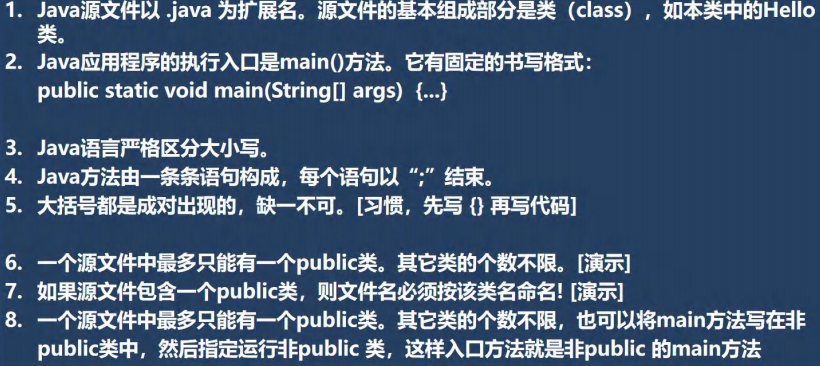 1. Java源文件以 .java 为扩展名。源文件的基本组成部分是类（class），如本类中的Hello
类。
2. Java应用程序的执行入口是main()方法。它有固定的书写格式：
public static void main(String[] args) {...}
3. Java语言严格区分大小写。
4. Java方法由一条条语句构成，每个语句以“;”结束。
5. 大括号都是成对出现的，缺一不可。[习惯，先写 {} 再写代码]
6. 一个源文件中最多只能有一个public类。其它类的个数不限。[演示]
7. 如果源文件包含一个public类，则文件名必须按该类名命名! [演示]
8. 一个源文件中最多只能有一个public类。其它类的个数不限，也可以将main方法写在非
public类中，然后指定运行非public 类，这样入口方法就是非public 的main方法